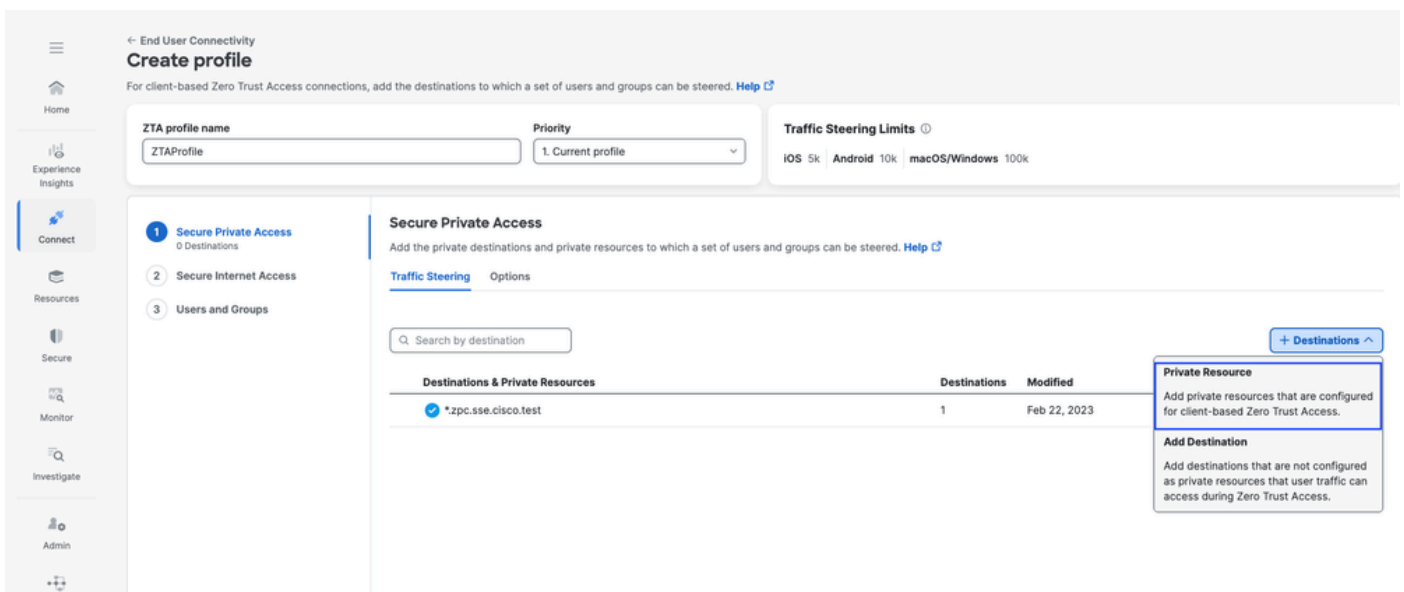 ← End User Connectivity
Create profile
For client-based Zero Trust Access connections, add the destinations to which a set of users and groups can be steered. Help
Home
Experience
Insights
Connect
Resources
Secure
Monitor
Investigate
Admin
ZTA profile name
ZTAProfile
Priority
1. Current profile
Traffic Steering Limits
iOS 5k Android 10k macOS/Windows 100k
1 Secure Private Access
0 Destinations
2 Secure Internet Access
3 Users and Groups
Secure Private Access
Add the private destinations and private resources to which a set of users and groups can be steered. Help
Traffic Steering Options
Search by destination
+ Destinations
Destinations & Private Resources Destinations Modified
*.zpc.sse.cisco.test 1 Feb 22, 2023
Private Resource
Add private resources that are configured
for client-based Zero Trust Access.
Add Destination
Add destinations that are not configured
as private resources that user traffic can
access during Zero Trust Access.